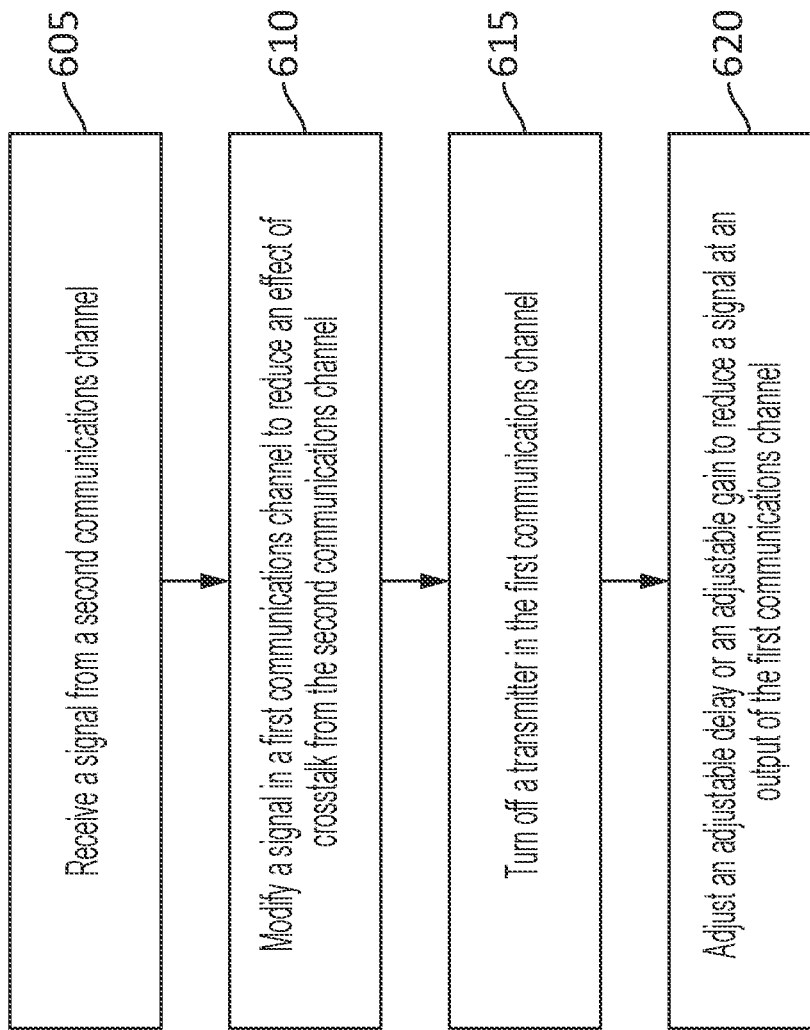 Receive a signal from a second communications channel
605
Modify a signal in a first communications channel to reduce an effect of
crosstalk from the second communications channel
610
Turn off a transmitter in the first communications channel
615
Adjust an adjustable delay or an adjustable gain to reduce a signal at an
output of the first communications channel
620